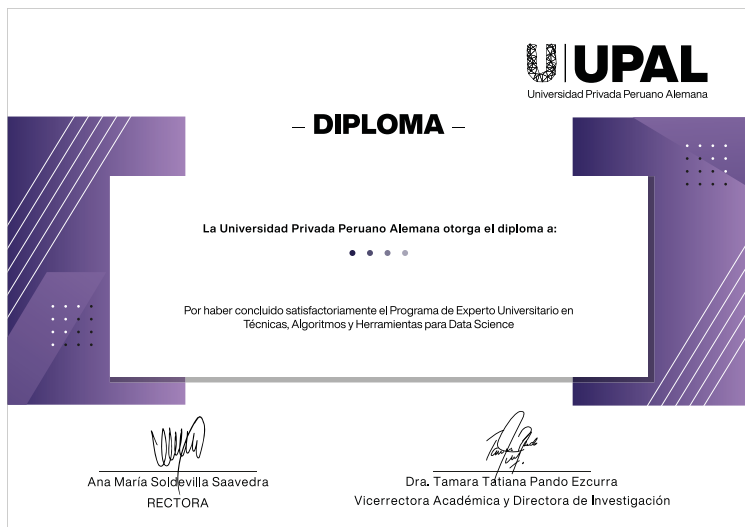 UPAL
Universidad Privada Peruano Alemana
– DIPLOMA –
La Universidad Privada Peruano Alemana otorga el diploma a:
Por haber concluido satisfactoriamente el Programa de Experto Universitario en
Técnicas, Algoritmos y Herramientas para Data Science
Ana María Soldevilla Saavedra
RECTORA
Dra. Tamara Tatiana Pando Ezcurra
Vicerrectora Académica y Directora de Investigación